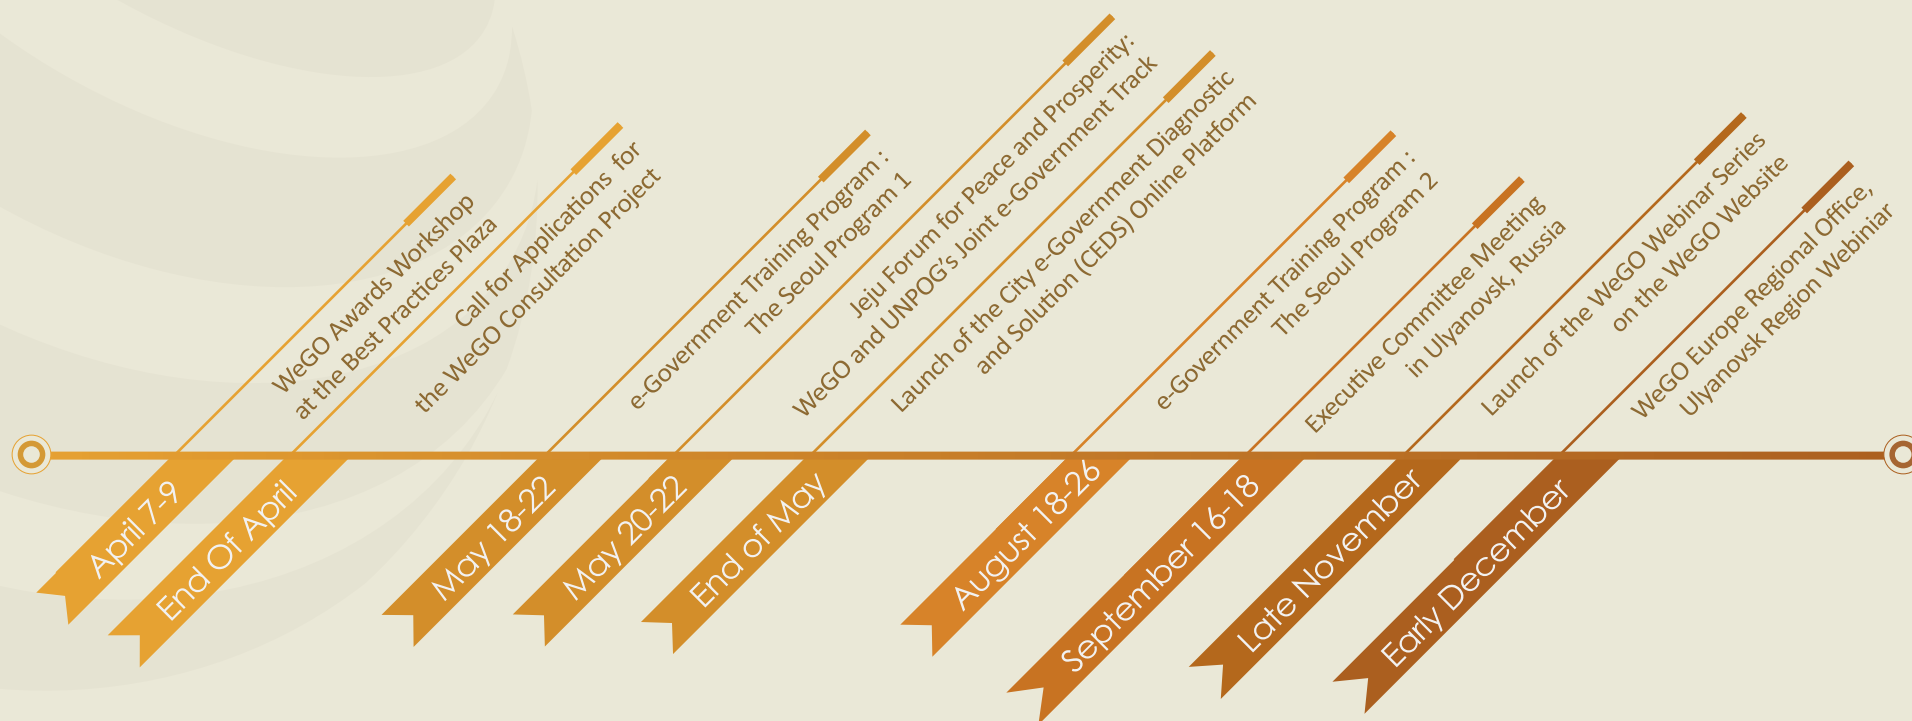 WeGO Awards Workshop
at the Best Practices Plaza
April 7-9
Call for Applications for
the WeGO Consultation Project
End Of April
e-Government Training Program :
The Seoul Program 1
May 18-22
Jeju Forum for Peace and Prosperity:
WeGO and UNPOG’s Joint e-Government Track
May 20-22
Launch of the City e-Government Diagnostic
and Solution (CEDS) Online Platform
End of May
e-Government Training Program :
The Seoul Program 2
August 18-26
Executive Committee Meeting
in Ulyanovsk, Russia
September 16-18
Launch of the WeGO Webinar Series
on the WeGO Website
Late November
WeGO Europe Regional Office,
Ulyanovsk Region Webiniar
Early December